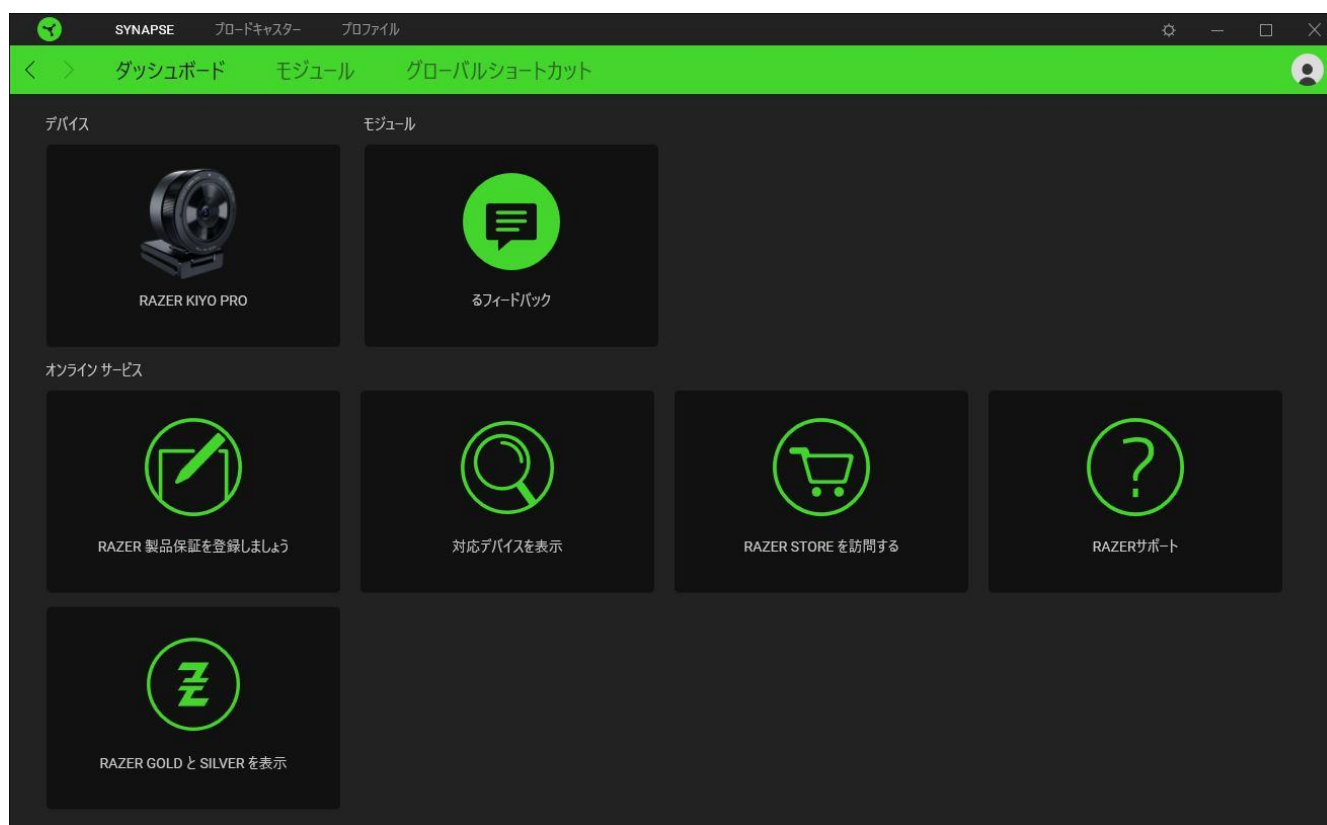 SYNAPSE ブロードキャスター プロファイル
ダッシュボード モジュール グローバルショートカット
デバイス モジュール
RAZER KIYO PRO るフィードバック
オンライン サービス
RAZER 製品保証を登録しましょう 対応デバイスを表示 RAZER STORE を訪問する RAZERサポート
RAZER GOLD と SILVER を表示